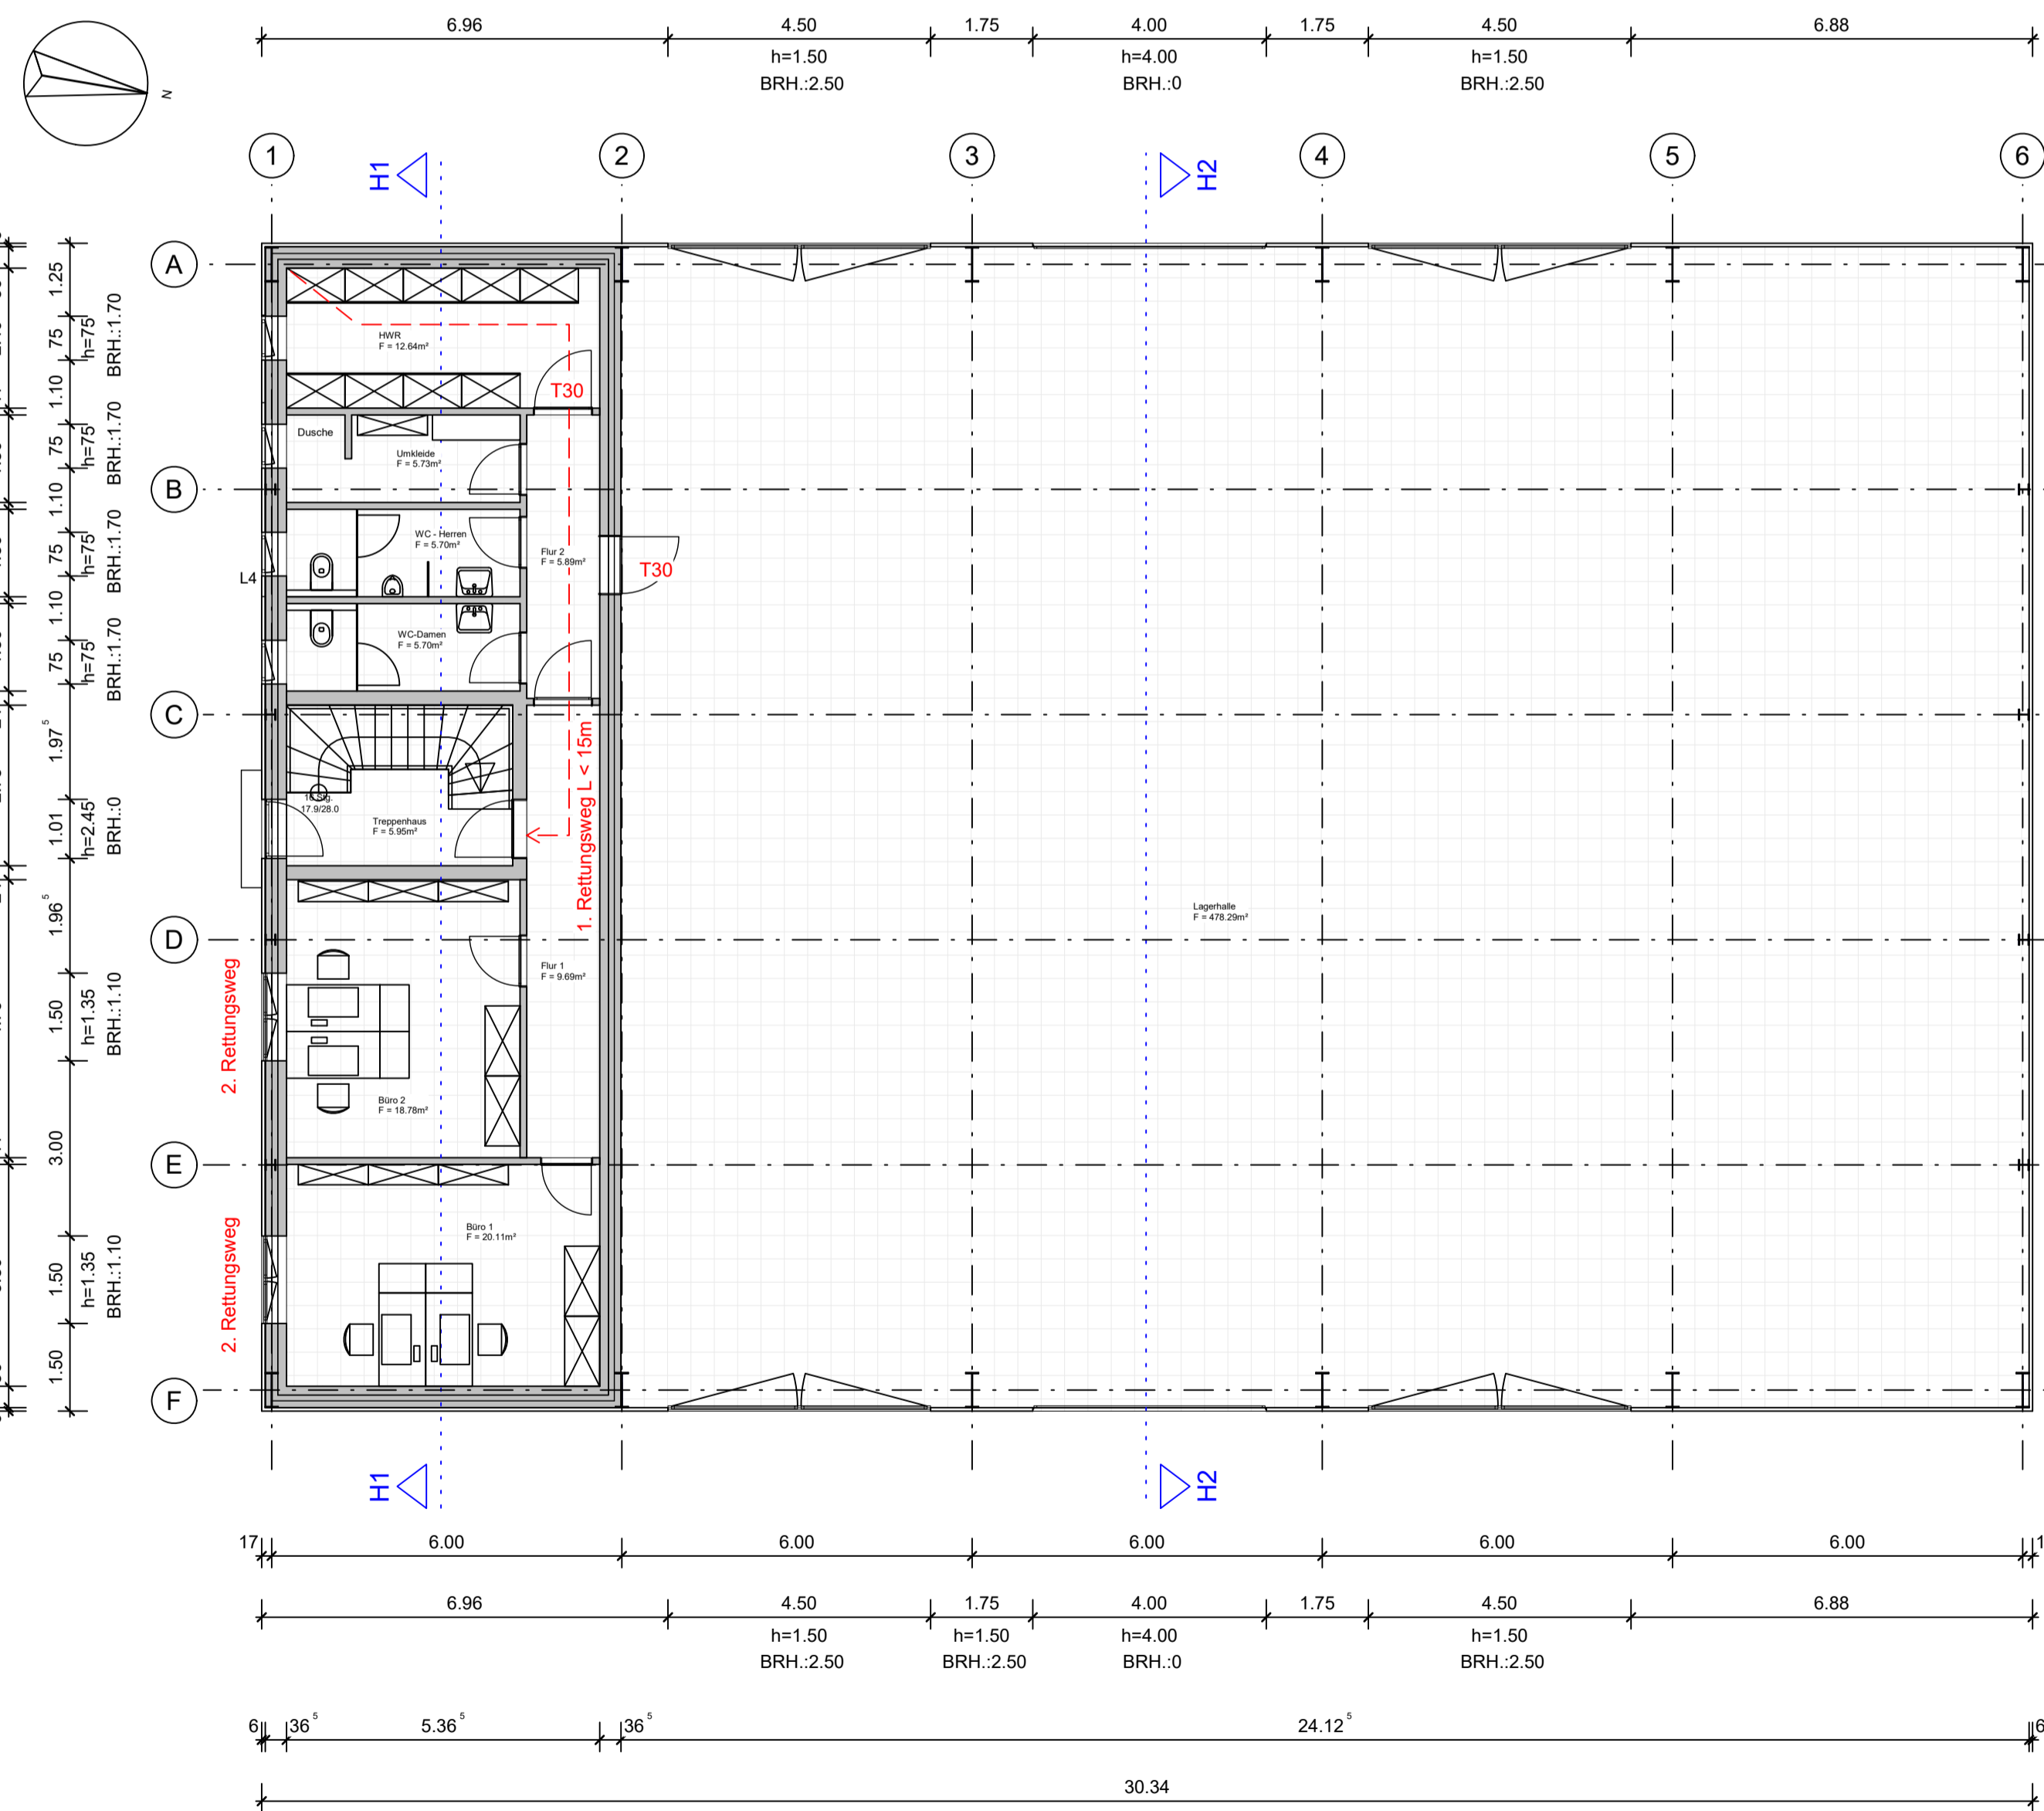 6.96
4.50
1.75
4.00
1.75
4.50
6.88
h=1.50
h=4.00
h=1.50
BRH.:2.50
BRH.:0
BRH.:2.50
N
1
2
3
4
5
6
H1
H2
A
B
C
D
E
F
1.25
75
h=75
BRH.:1.70
1.10
75
h=75
BRH.:1.70
1.10
75
h=75
BRH.:1.70
1.10
75
h=75
BRH.:1.70
1.97⁵
1.01
h=2.45
BRH.:0
1.96⁵
1.50
h=1.35
BRH.:1.10
3.00
1.50
h=1.35
BRH.:1.10
1.50
HWR
F = 12.64m²
T30
Dusche
Umkleide
F = 5.73m²
WC - Herren
F = 5.70m²
Flur 2
F = 5.89m²
T30
L4
WC-Damen
F = 5.70m²
1. Rettungsweg L < 15m
17.9/28.0
Treppenhaus
F = 5.95m²
Lagerhalle
F = 478.29m²
Flur 1
F = 9.69m²
2. Rettungsweg
Büro 2
F = 18.78m²
2. Rettungsweg
Büro 1
F = 20.11m²
H1
H2
17
6.00
6.00
6.00
6.00
6.00
1
6.96
4.50
1.75
4.00
1.75
4.50
6.88
h=1.50
h=1.50
h=4.00
h=1.50
BRH.:2.50
BRH.:2.50
BRH.:0
BRH.:2.50
6
36⁵
5.36⁵
36⁵
24.12⁵
6
30.34